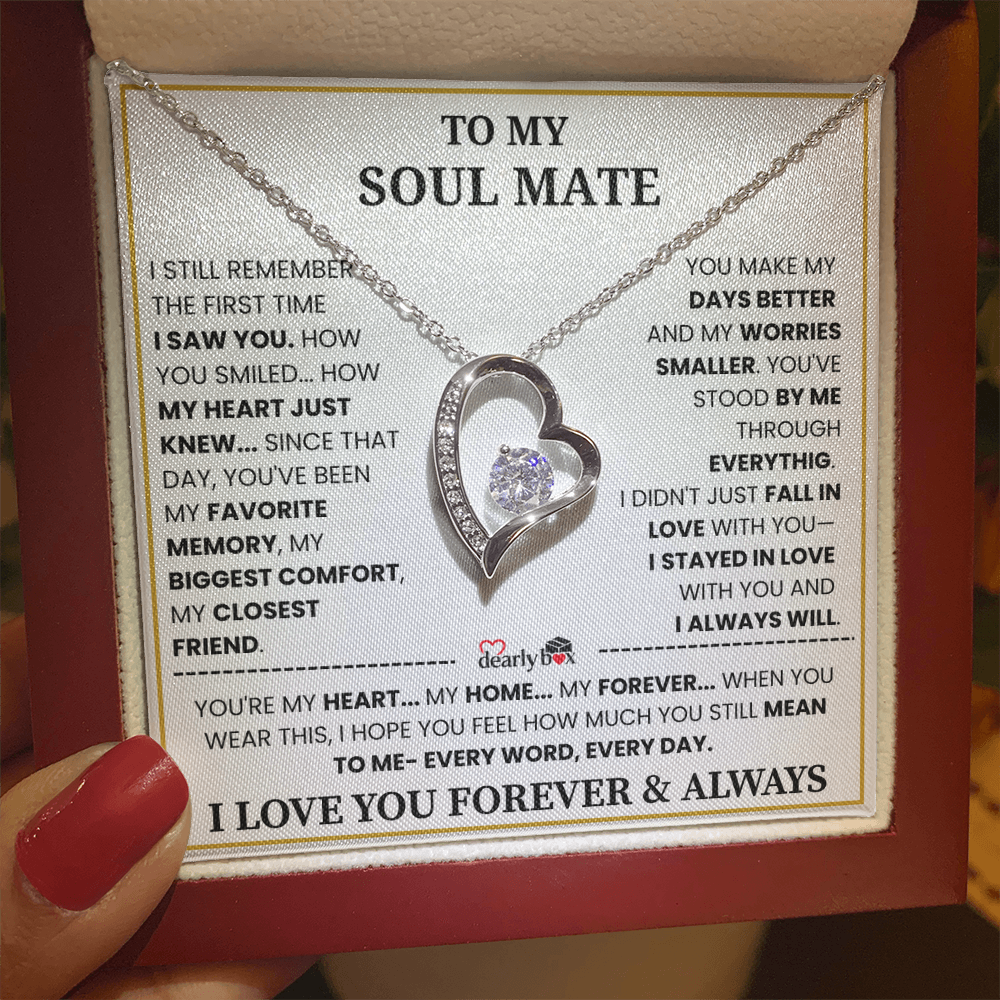 TO MY
SOUL MATE
I STILL REMEMBER
THE FIRST TIME
I SAW YOU. HOW
YOU SMILED... HOW
MY HEART JUST
KNEW... SINCE THAT
DAY, YOU'VE BEEN
MY FAVORITE
MEMORY, MY
BIGGEST COMFORT,
MY CLOSEST
FRIEND.
YOU MAKE MY
DAYS BETTER
AND MY WORRIES
SMALLER. YOU'VE
STOOD BY ME
THROUGH
EVERYTHIG.
I DIDN'T JUST FALL IN
LOVE WITH YOU—
I STAYED IN LOVE
WITH YOU AND
I ALWAYS WILL.
dearly box
YOU'RE MY HEART... MY HOME... MY FOREVER... WHEN YOU
WEAR THIS, I HOPE YOU FEEL HOW MUCH YOU STILL MEAN
TO ME- EVERY WORD, EVERY DAY.
I LOVE YOU FOREVER & ALWAYS